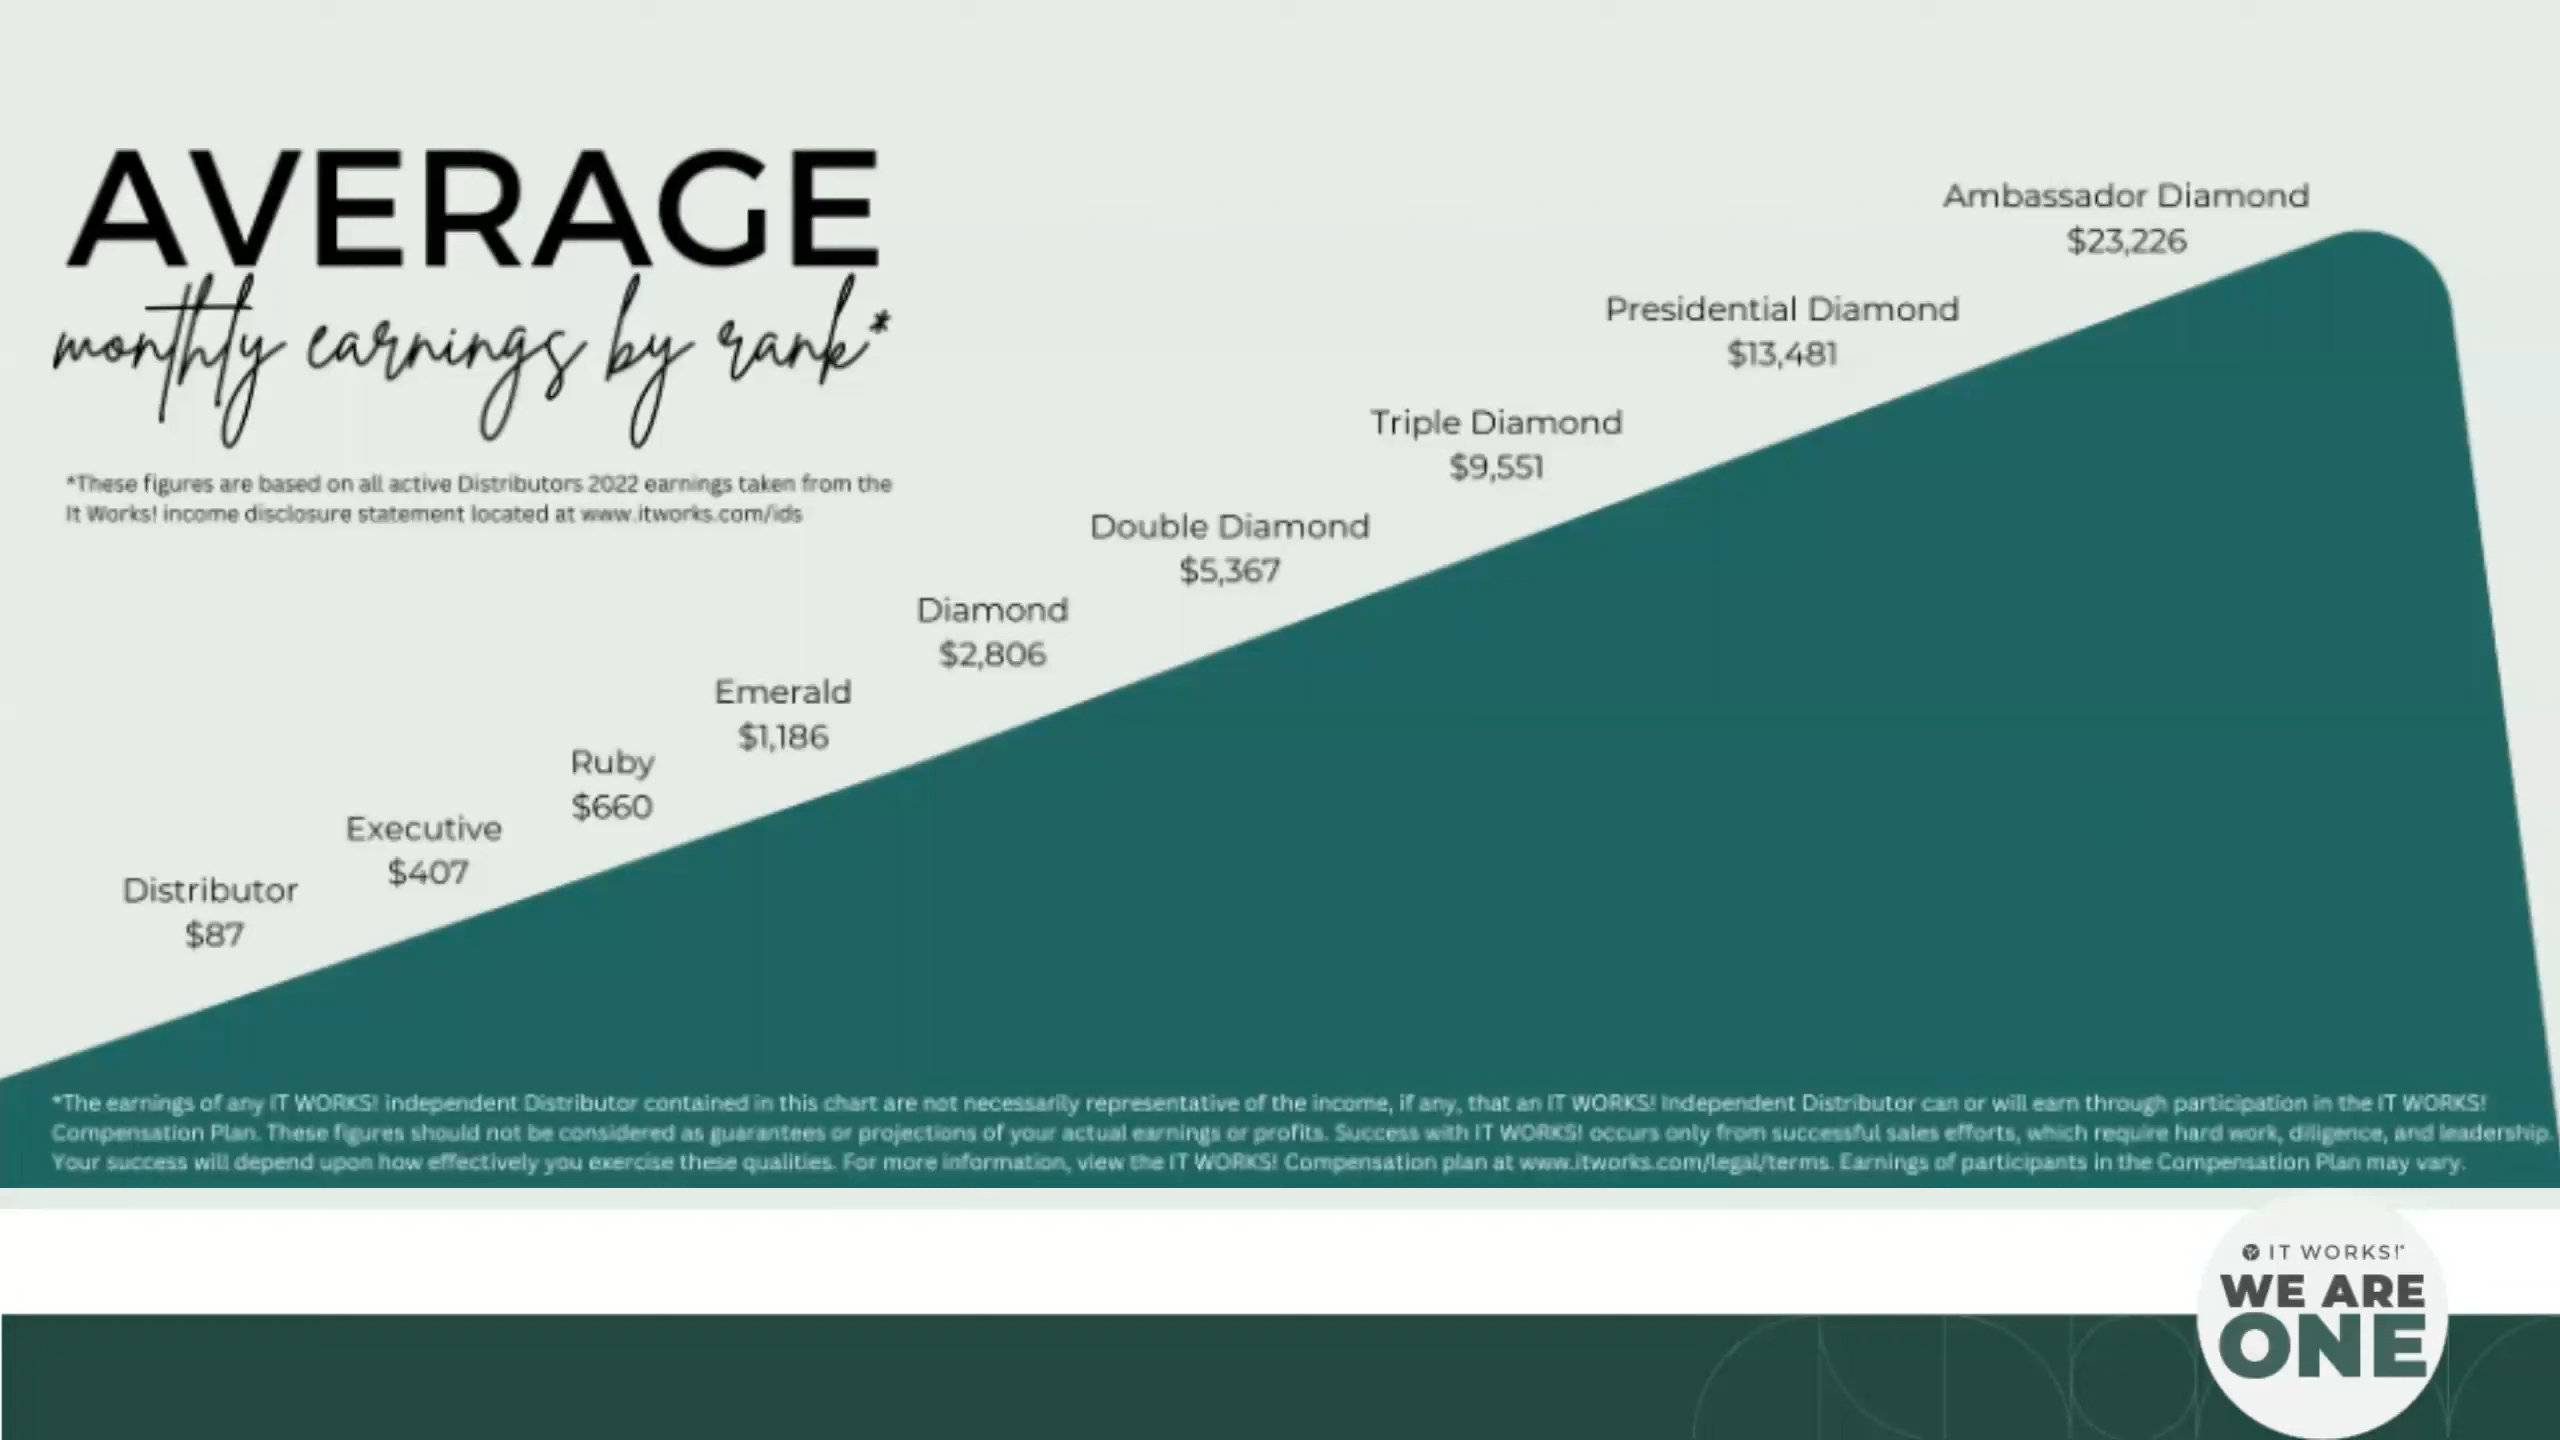 AVERAGE
monthly earnings by rank*
*These figures are based on all active Distributors 2022 earnings taken from the
It Works! income disclosure statement located at www.itworks.com/ids
Ambassador Diamond
$23,226
Presidential Diamond
$13,481
Triple Diamond
$9,551
Double Diamond
$5,367
Diamond
$2,806
Emerald
$1,186
Ruby
$660
Executive
$407
Distributor
$87
*The earnings of any IT WORKS! independent Distributor contained in this chart are not necessarily representative of the income, if any, that an IT WORKS! Independent Distributor can or will earn through participation in the IT WORKS!
Compensation Plan. These figures should not be considered as guarantees or projections of your actual earnings or profits. Success with IT WORKS! occurs only from successful sales efforts, which require hard work, diligence, and leadership.
Your success will depend upon how effectively you exercise these qualities. For more information, view the IT WORKS! Compensation plan at www.itworks.com/legal/terms. Earnings of participants in the Compensation Plan may vary.
IT WORKS!
WE ARE
ONE